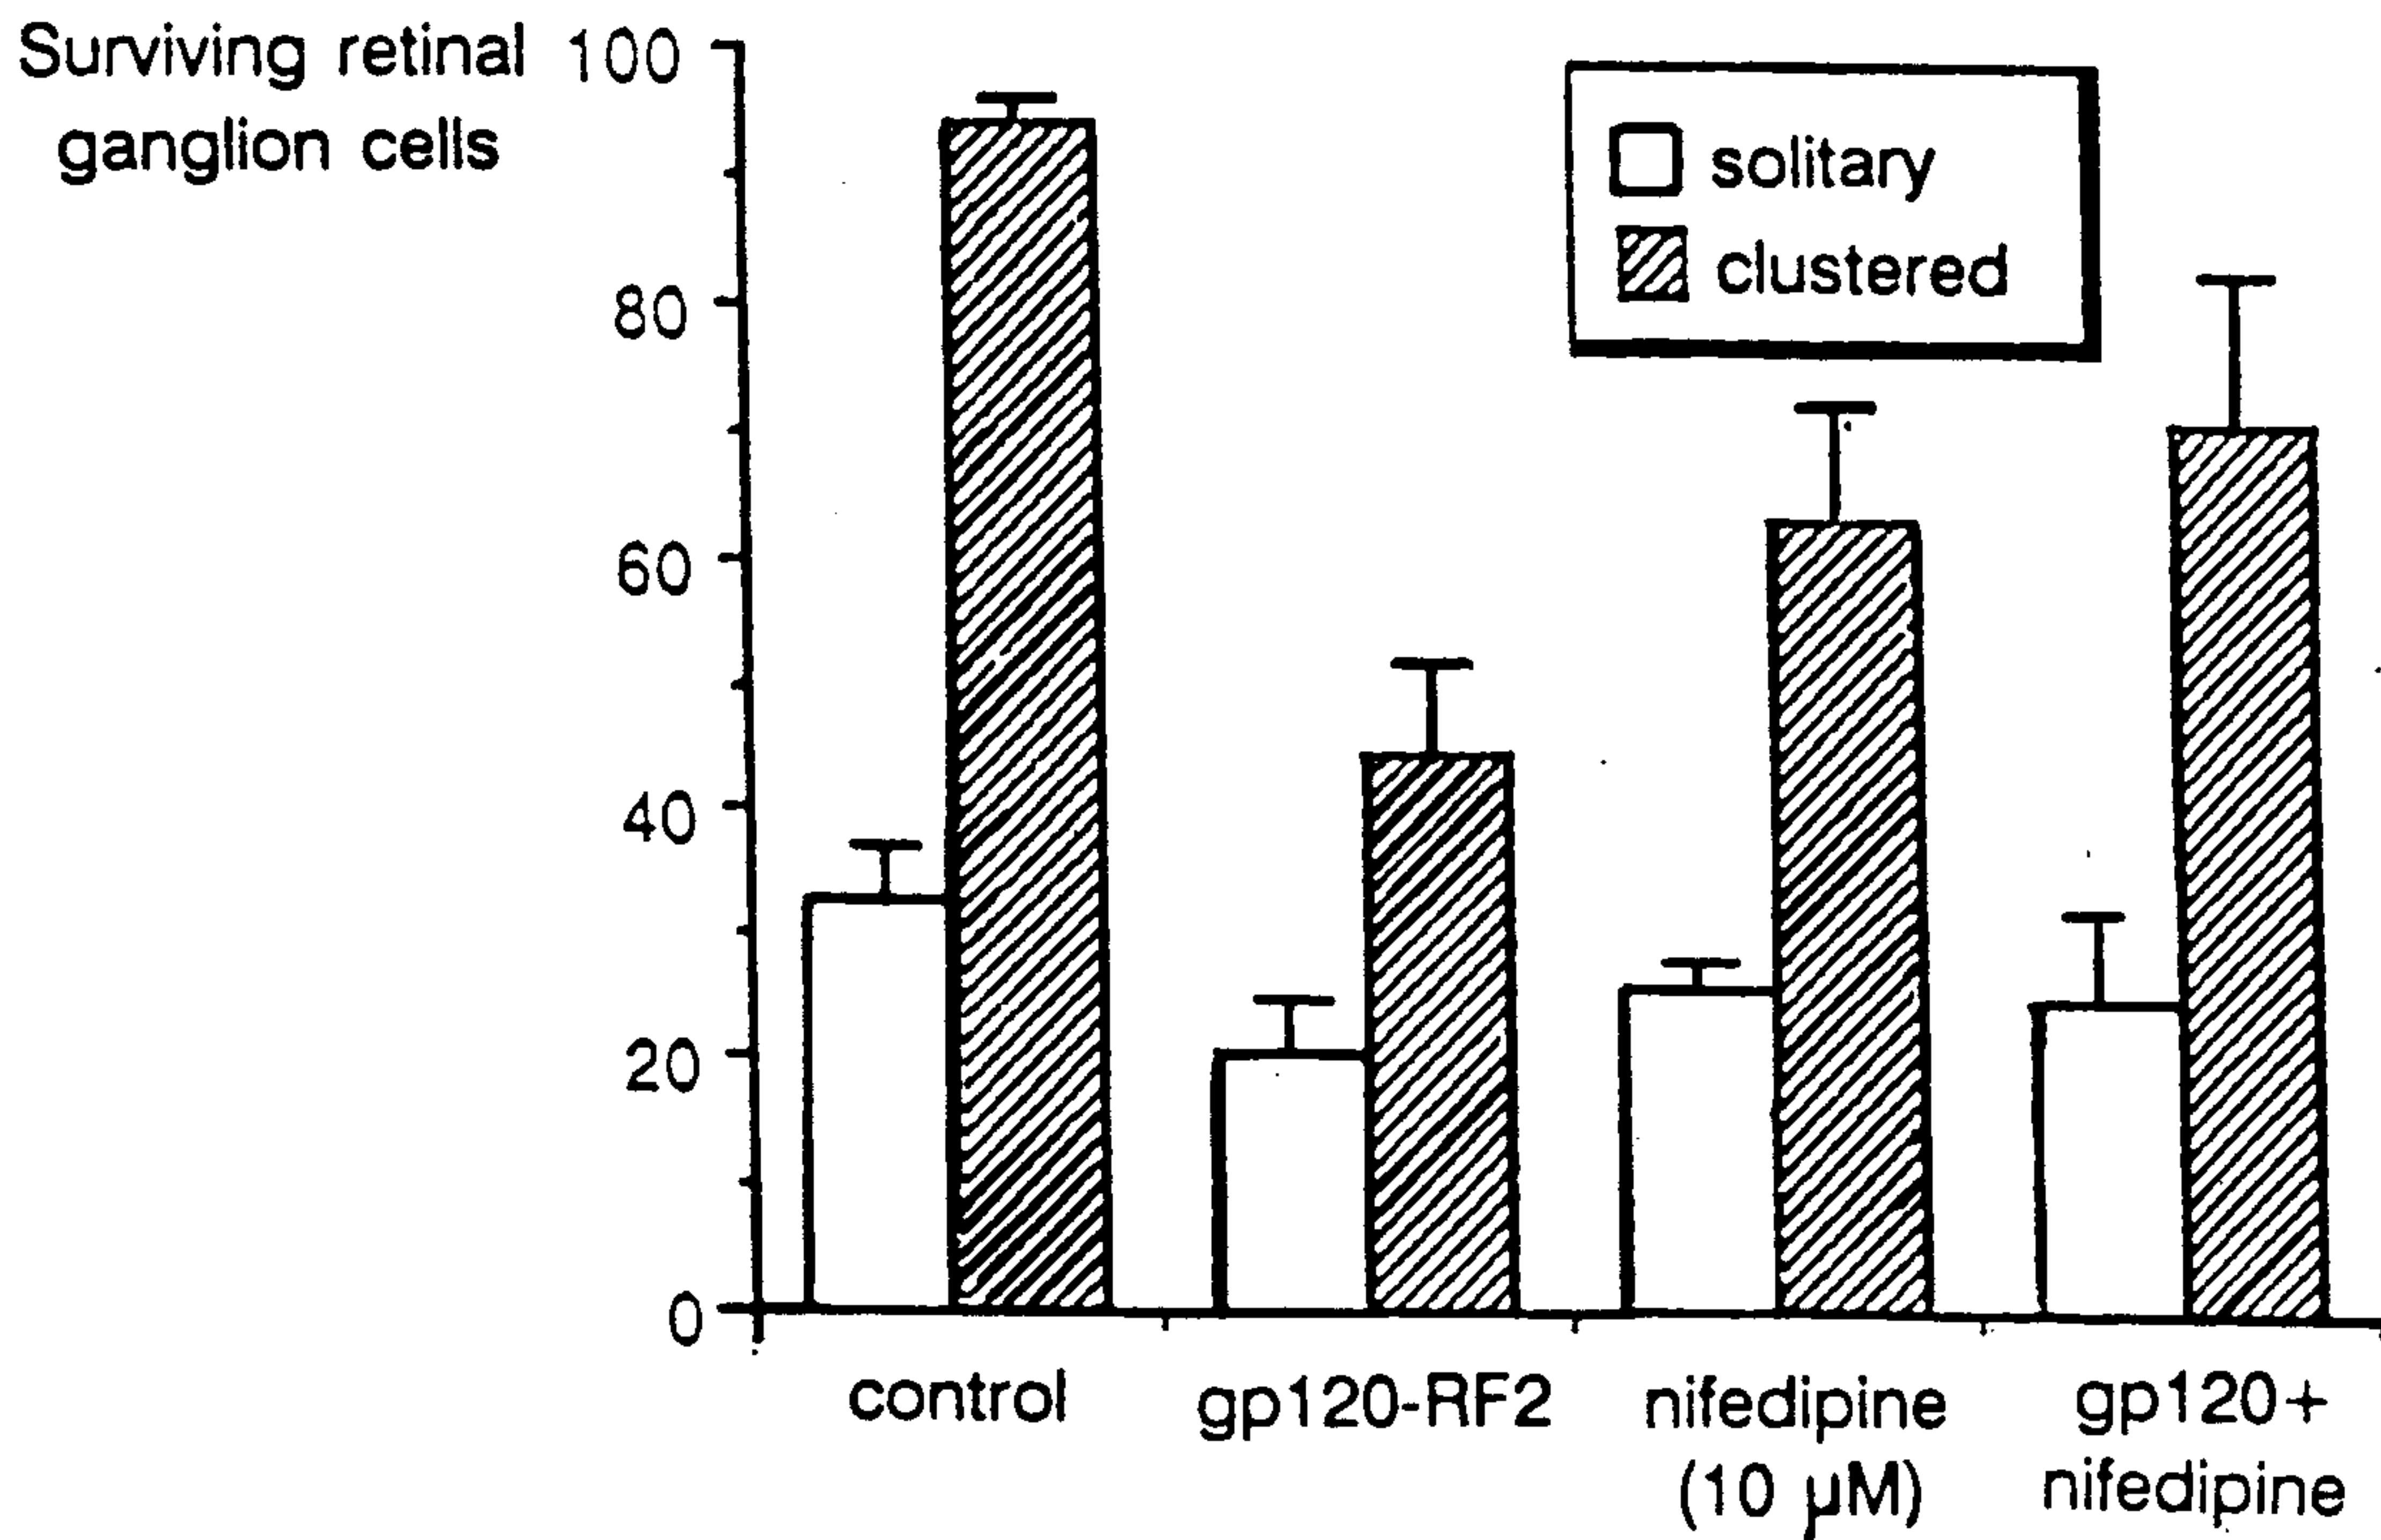 Surviving retinal
ganglion cells
100
80
60
40
20
0
solitary
clustered
control
gp120-RF2
nifedipine
(10 µM)
gp120+
nifedipine